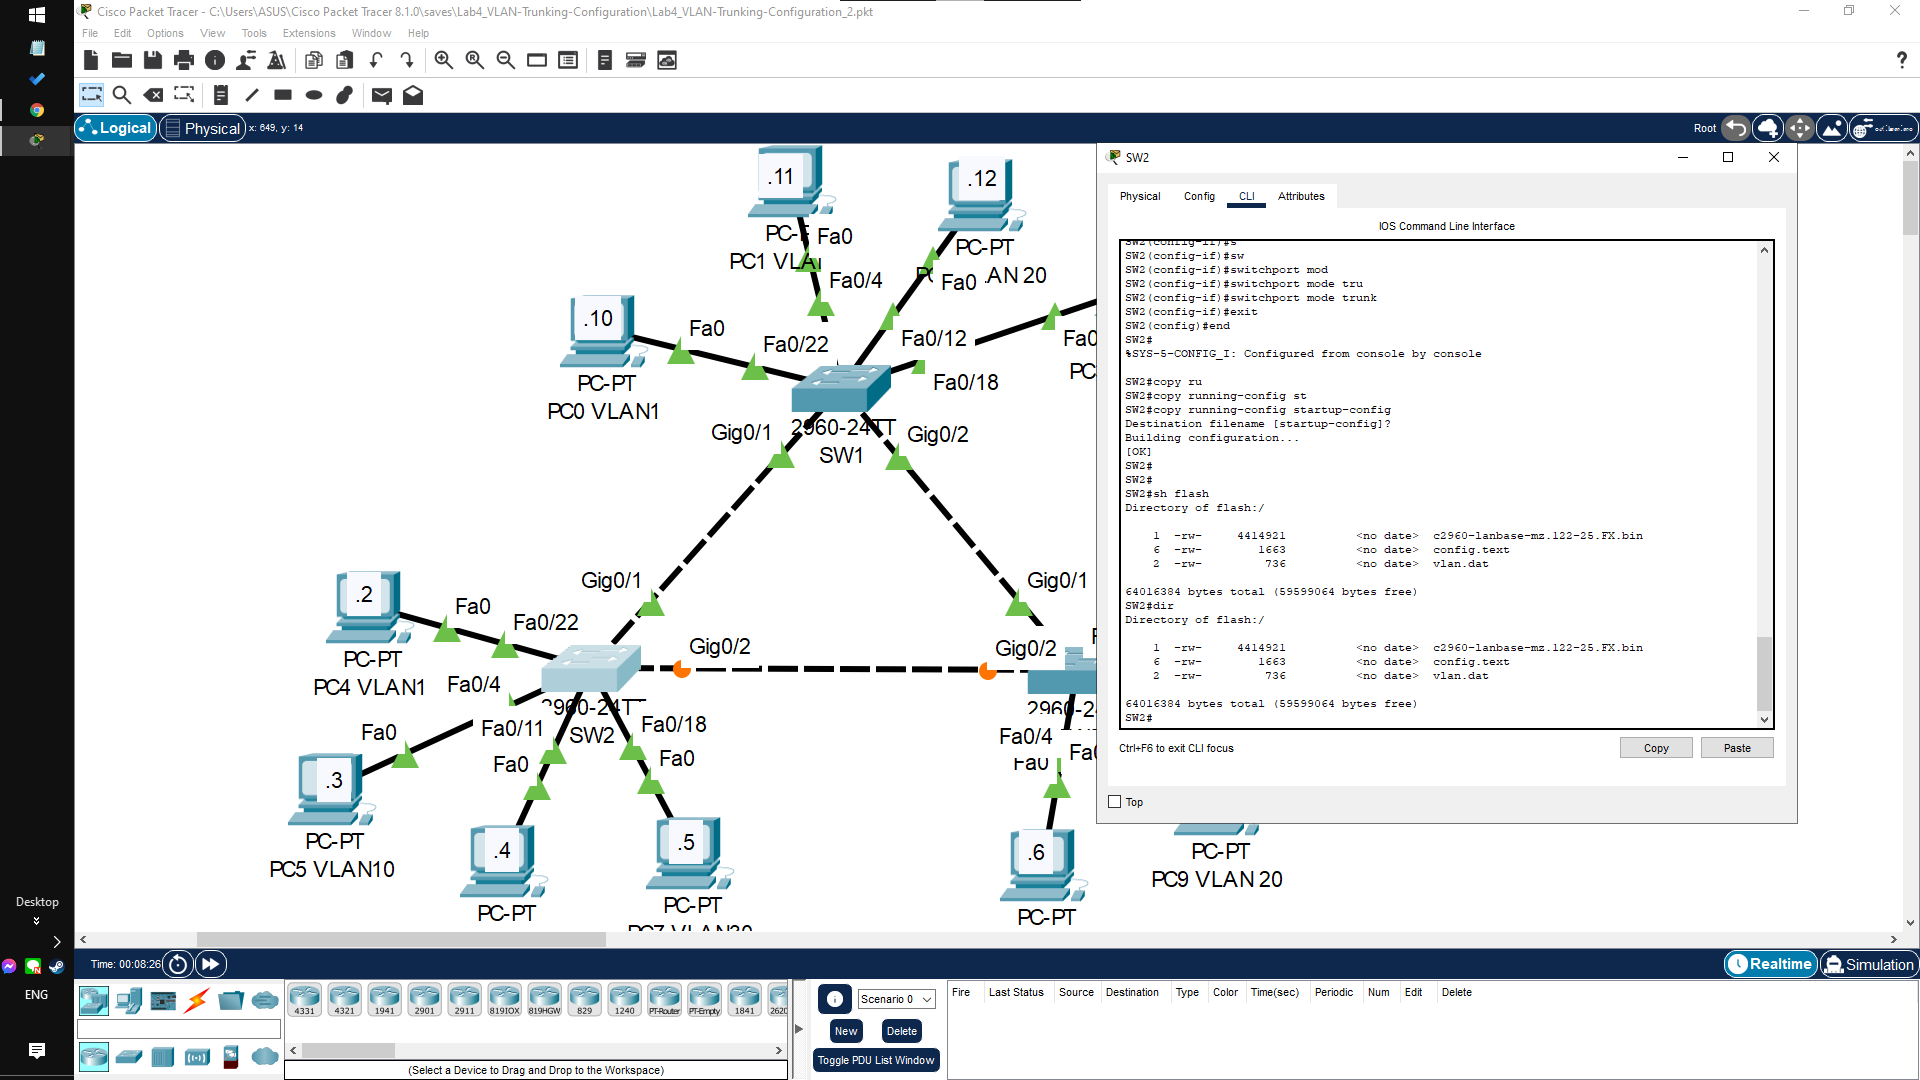 Cisco Packet Tracer - C:\Users\ASUS\Cisco Packet Tracer 8.1.0\saves\Lab4_VLAN-Trunking-Configuration\Lab4_VLAN-Trunking-Configuration_2.pkt
File Edit Options View Tools Extensions Window Help
Logical Physical x: 649, y: 14
Root
.11
.12
PC-P Fa0
PC1 VLA
PC-PT
LAN 20
Fa0
Fa0/4
.10
Fa0
Fa0/22
Fa0/12
Fa0
PC
Fa0/18
PC-PT
PC0 VLAN1
Gig0/1
2960-24TT
Gig0/2
SW1
Gig0/1
Gig0/1
.2
Fa0
Fa0/22
Gig0/2
Gig0/2
PC-PT
PC4 VLAN1
Fa0/4
2960-24TT
SW2
Fa0/11
Fa0/18
Fa0
Fa0
Fa0
2960-2
Fa0/4
Fa0
.3
PC-PT
PC5 VLAN10
.4
PC-PT
.5
PC-PT
PC7 VLAN30
.6
PC-PT
PC-PT
PC9 VLAN 20
SW2
Physical Config CLI Attributes
IOS Command Line Interface
SW2(config-if)#s
SW2(config-if)#sw
SW2(config-if)#switchport mod
SW2(config-if)#switchport mode tru
SW2(config-if)#switchport mode trunk
SW2(config-if)#exit
SW2(config)#end
SW2#
%SYS-5-CONFIG_I: Configured from console by console
SW2#copy ru
SW2#copy running-config st
SW2#copy running-config startup-config
Destination filename [startup-config]?
Building configuration...
[OK]
SW2#
SW2#
SW2#sh flash
Directory of flash:/
1 -rw- 4414921 <no date> c2960-lanbase-mz.122-25.FX.bin
6 -rw- 1663 <no date> config.text
2 -rw- 736 <no date> vlan.dat
64016384 bytes total (59599064 bytes free)
SW2#dir
Directory of flash:/
1 -rw- 4414921 <no date> c2960-lanbase-mz.122-25.FX.bin
6 -rw- 1663 <no date> config.text
2 -rw- 736 <no date> vlan.dat
64016384 bytes total (59599064 bytes free)
SW2#
Ctrl+F6 to exit CLI focus
Copy
Paste
Top
Desktop
ENG
Time: 00:08:26
Realtime
Simulation
4331 4321 1941 2901 2911 819IOX 819HGW 829 1240 PT-Router PT-Empty 1841 2620
(Select a Device to Drag and Drop to the Workspace)
Scenario 0
New
Delete
Toggle PDU List Window
Fire Last Status Source Destination Type Color Time(sec) Periodic Num Edit Delete